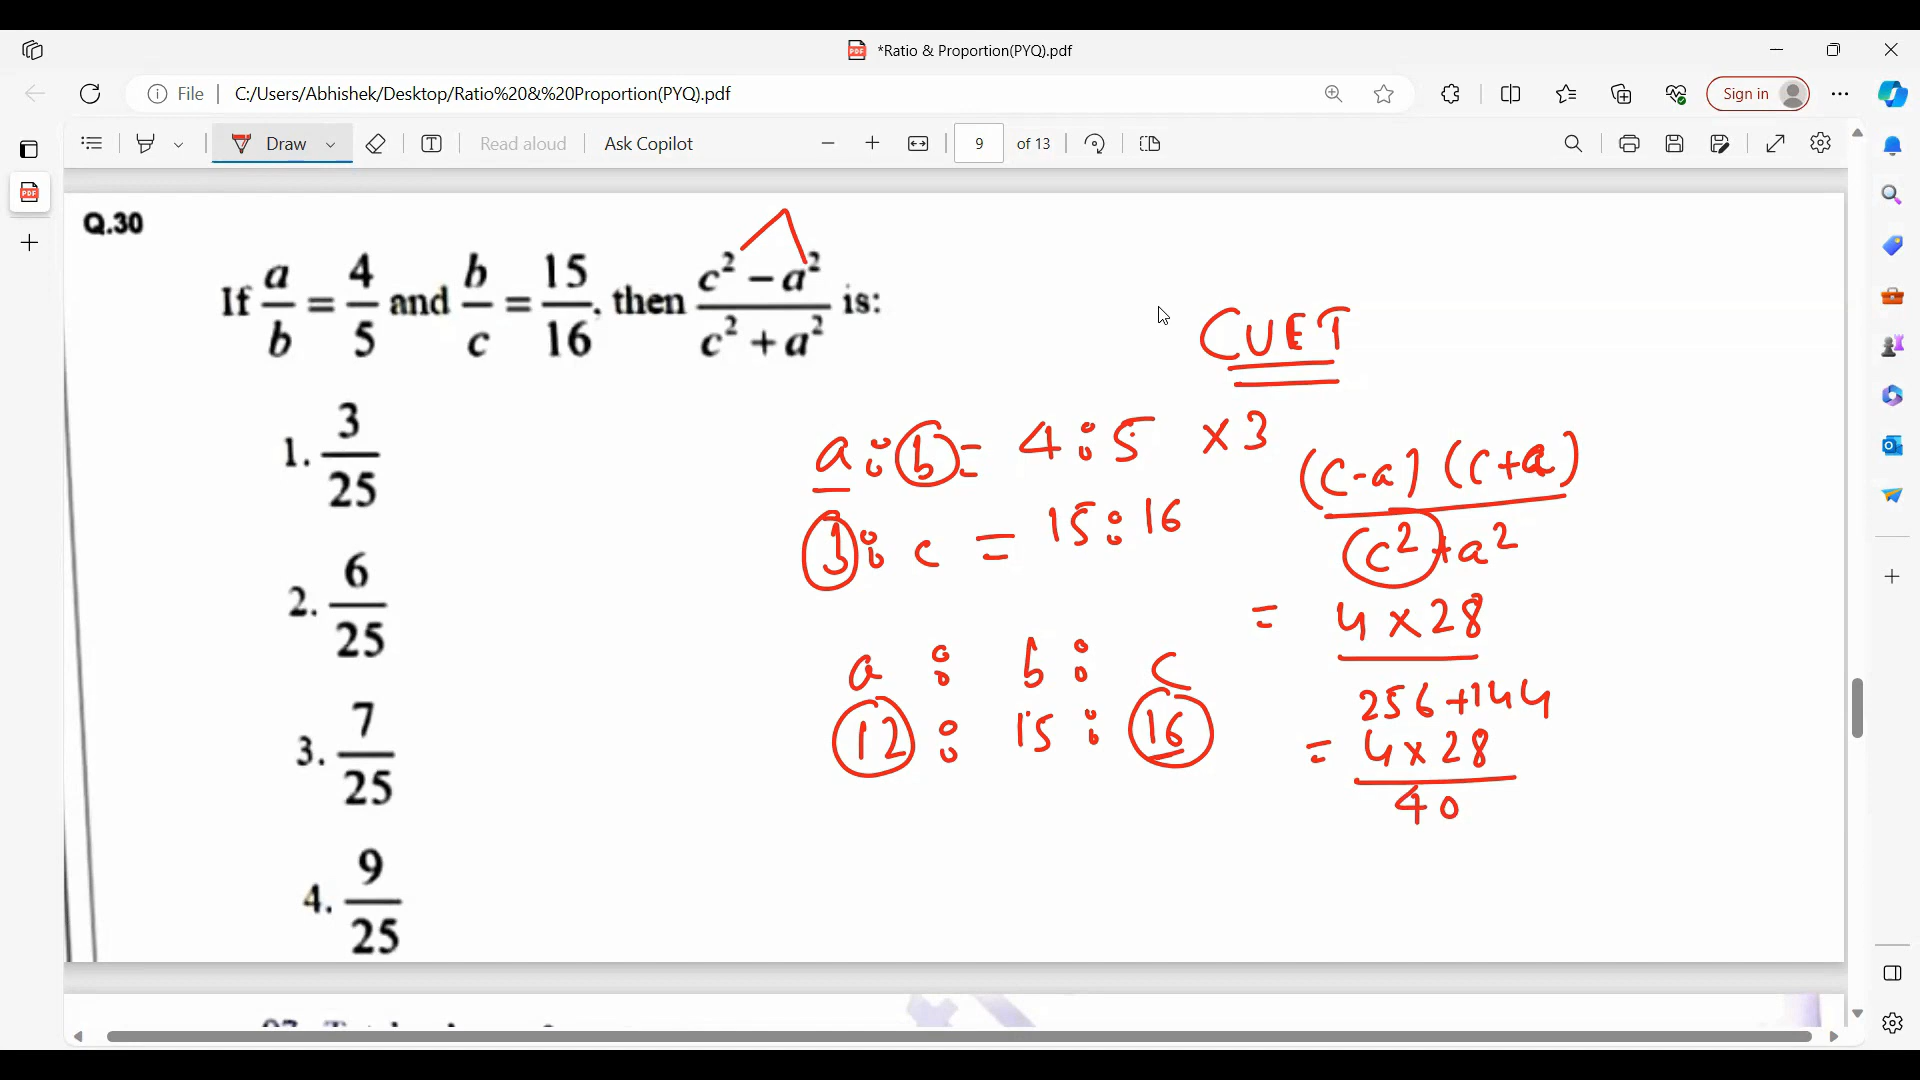 *Ratio & Proportion(PYQ).pdf
File C:/Users/Abhishek/Desktop/Ratio%20&%20Proportion(PYQ).pdf Sign in
Draw Read aloud Ask Copilot 9 of 13
Q.30
If a/b = 4/5 and b/c = 15/16, then (c² − a²)/(c² + a²) is:
1. 3/25
2. 6/25
3. 7/25
4. 9/25
CUET
a : b = 4 : 5 × 3
b : c = 15 : 16
a : b : c
12 : 15 : 16
(c-a) (c+a)
c² + a²
= 4 × 28
256+144
= 4 × 28
40